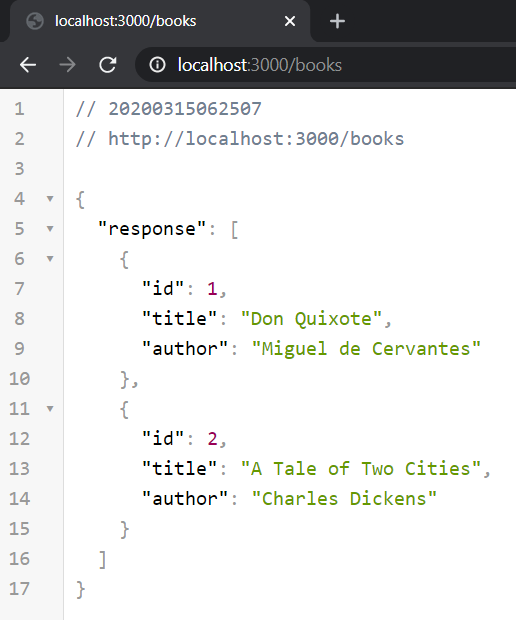 localhost:3000/books
localhost:3000/books
1 // 20200315062507
2 // http://localhost:3000/books
3
4 {
5   "response": [
6     {
7       "id": 1,
8       "title": "Don Quixote",
9       "author": "Miguel de Cervantes"
10     },
11     {
12       "id": 2,
13       "title": "A Tale of Two Cities",
14       "author": "Charles Dickens"
15     }
16   ]
17 }